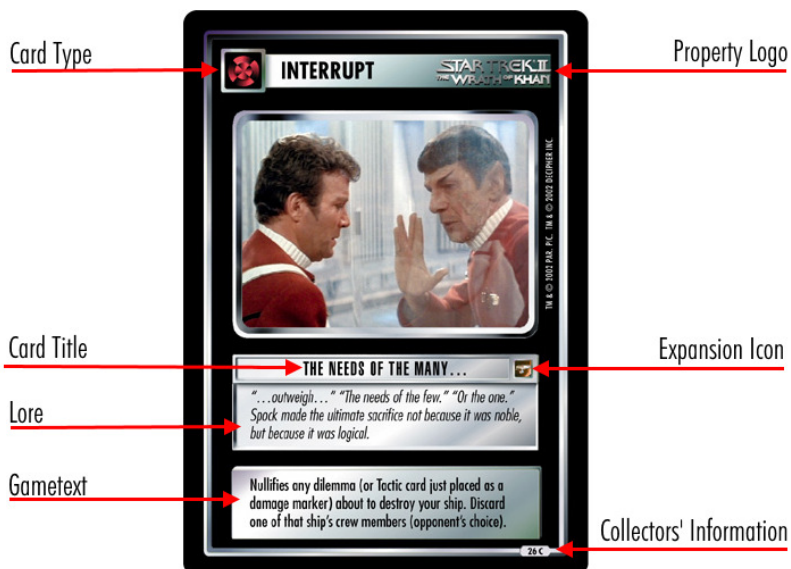 Card Type
Property Logo
INTERRUPT
STAR TREK II
THE WRATH OF KHAN
TM & © 2002 PAR. PIC. TM & © 2002 DECIPHER INC.
Card Title
THE NEEDS OF THE MANY...
Expansion Icon
Lore
"...outweigh..." "The needs of the few." "Or the one."
Spock made the ultimate sacrifice not because it was noble,
but because it was logical.
Gametext
Nullifies any dilemma (or Tactic card just placed as a
damage marker) about to destroy your ship. Discard
one of that ship's crew members (opponent's choice).
Collectors' Information
26 C